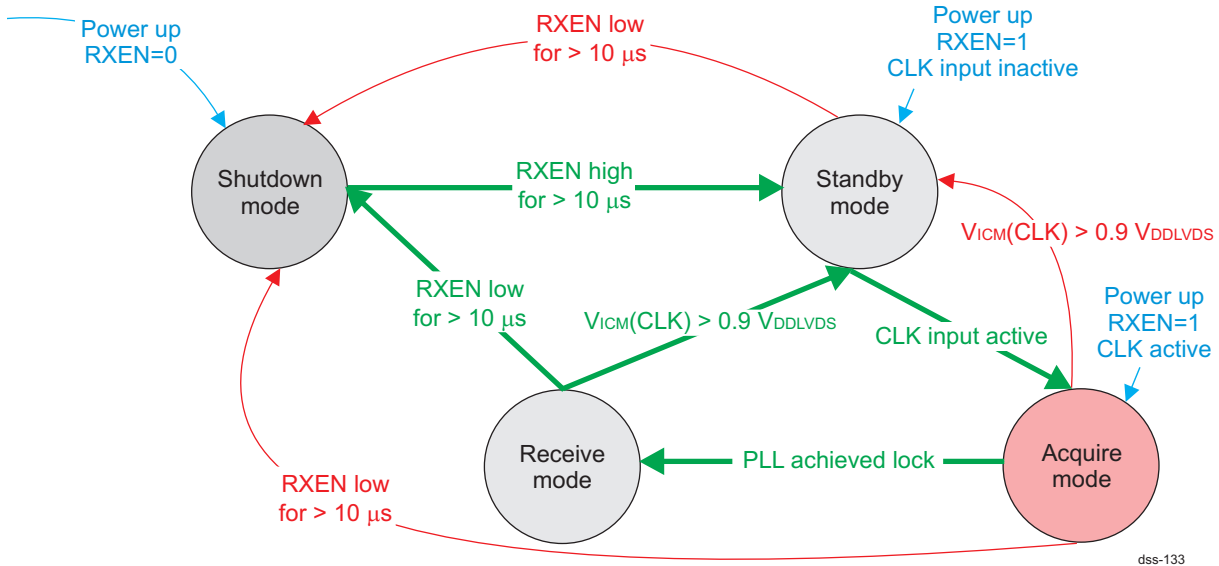 Power up
RXEN=0
RXEN low
for > 10 μs
Power up
RXEN=1
CLK input inactive
Shutdown
mode
RXEN high
for > 10 μs
Standby
mode
VICM(CLK) > 0.9 VDDLVDS
RXEN low
for > 10 μs
VICM(CLK) > 0.9 VDDLVDS
CLK input active
Power up
RXEN=1
CLK active
Receive
mode
PLL achieved lock
Acquire
mode
RXEN low
for > 10 μs
dss-133